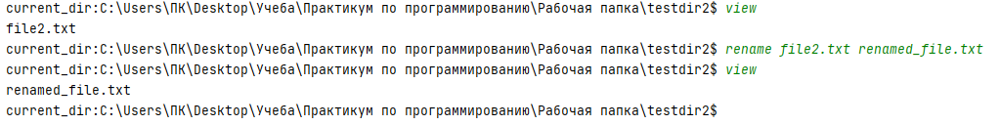 current_dir:C:\Users\ПК\Desktop\Учеба\Практикум по программированию\Рабочая папка\testdir2$ view
file2.txt
current_dir:C:\Users\ПК\Desktop\Учеба\Практикум по программированию\Рабочая папка\testdir2$ rename file2.txt renamed_file.txt
current_dir:C:\Users\ПК\Desktop\Учеба\Практикум по программированию\Рабочая папка\testdir2$ view
renamed_file.txt
current_dir:C:\Users\ПК\Desktop\Учеба\Практикум по программированию\Рабочая папка\testdir2$